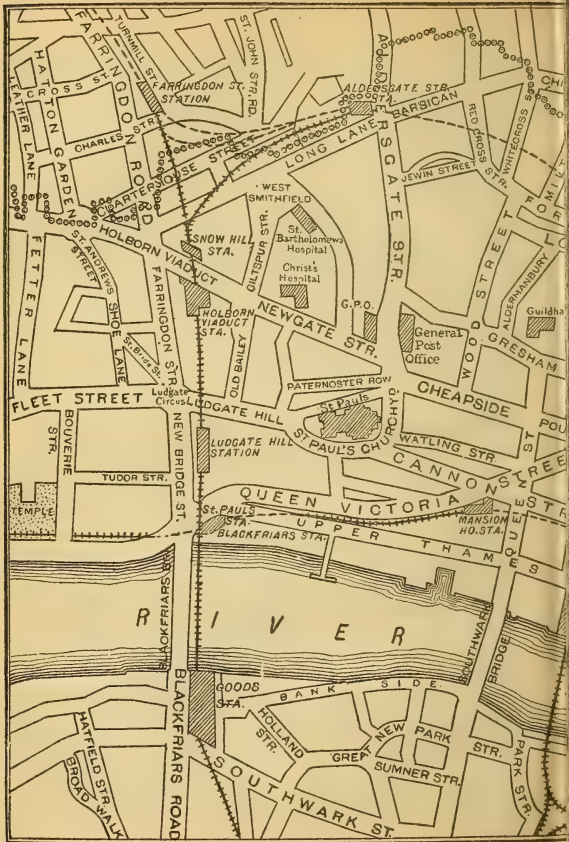 TURNMILL ST.
ST. JOHN STR. RD.
FARRINGDON ROAD
HATTON GARDEN
CROSS ST.
LEATHER LANE
FARRINGDON ST.
STATION
CHARLES STR.
ALDERSGATE STR.
STA.
BARBICAN
LONG LANE
RED CROSS STR.
WHITECROSS
CHI
CHARTERHOUSE STREET
JEWIN STREET
FORE
WEST
SMITHFIELD
St.
Bartholomews
Hospital
ALDERSGATE STR.
SNOW HILL
STA.
GILTSPUR STR.
Christ's
Hospital
HOLBORN VIADUCT
ST. ANDREWS
STREET
SHOE LANE
FETTER LANE
FARRINGDON STR.
HOLBORN
VIADUCT
STA.
NEWGATE STR.
G.P.O.
General
Post
Office
WOOD STREET
ALDERMANBURY
Guildha
GRESHAM
OLD BAILEY
St. Bride St.
PATERNOSTER ROW
CHEAPSIDE
FLEET STREET
Ludgate
Circus
LUDGATE HILL
St Pauls
ST. PAUL'S CHURCHYD
WATLING STR.
POU
BOUVERIE
STR.
NEW BRIDGE ST.
LUDGATE HILL
STATION
CANNON STREE
TUDOR STR.
TEMPLE
QUEEN VICTORIA STR
St. PAULS
STA.
BLACKFRIARS STA.
MANSION
HO. STA.
QUEEN ST
UPPER THAMES
BLACKFRIARS BR.
RIVER
SOUTHWARK
BRIDGE
GOODS
STA.
BANK SIDE
BLACKFRIARS ROAD
HATFIELD STR.
BROAD WALK
HOLLAND
STR.
GREAT NEW PARK STR.
SUMNER STR.
PARK STR.
SOUTHWARK ST.